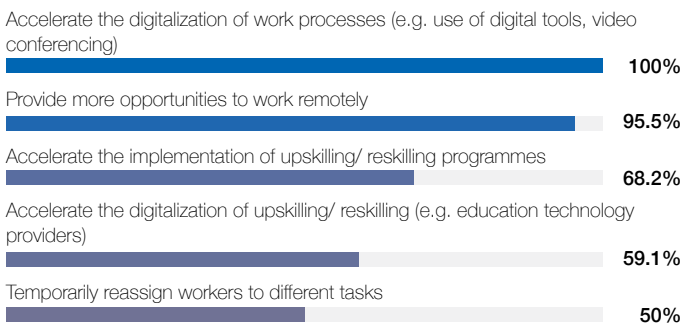 Accelerate the digitalization of work processes (e.g. use of digital tools, video
conferencing)
100%
Provide more opportunities to work remotely
95.5%
Accelerate the implementation of upskilling/ reskilling programmes
68.2%
Accelerate the digitalization of upskilling/ reskilling (e.g. education technology
providers)
59.1%
Temporarily reassign workers to different tasks
50%